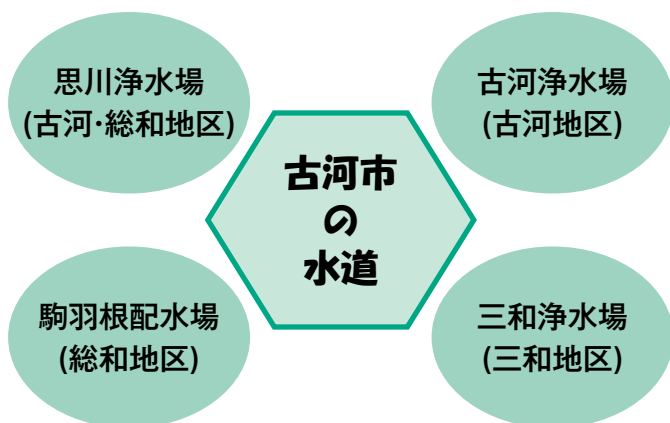 思川浄水場
(古河･総和地区)
古河浄水場
(古河地区)
古河市
の
水道
駒羽根配水場
(総和地区)
三和浄水場
(三和地区)